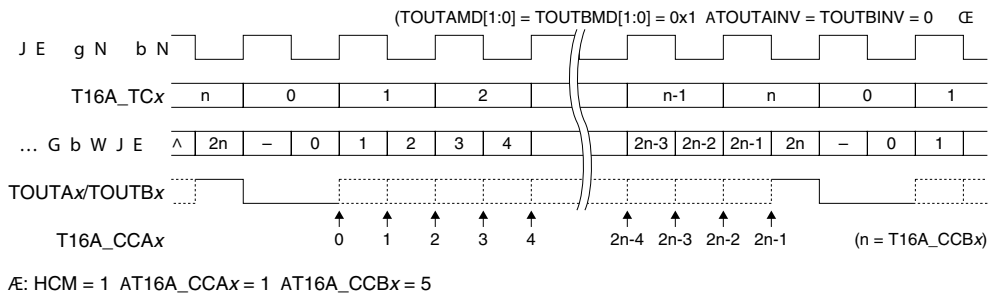 (TOUTAMD[1:0] = TOUTBMD[1:0] = 0x1 ATOUTAINV = TOUTBINV = 0 Œ
J E g N b N
T16A_TCx n 0 1 2 n-1 n 0 1
… G b W J E ^ 2n – 0 1 2 3 4 2n-3 2n-2 2n-1 2n – 0 1
TOUTAx/TOUTBx
T16A_CCAx 0 1 2 3 4 2n-4 2n-3 2n-2 2n-1 (n = T16A_CCBx)
Æ: HCM = 1 AT16A_CCAx = 1 AT16A_CCBx = 5